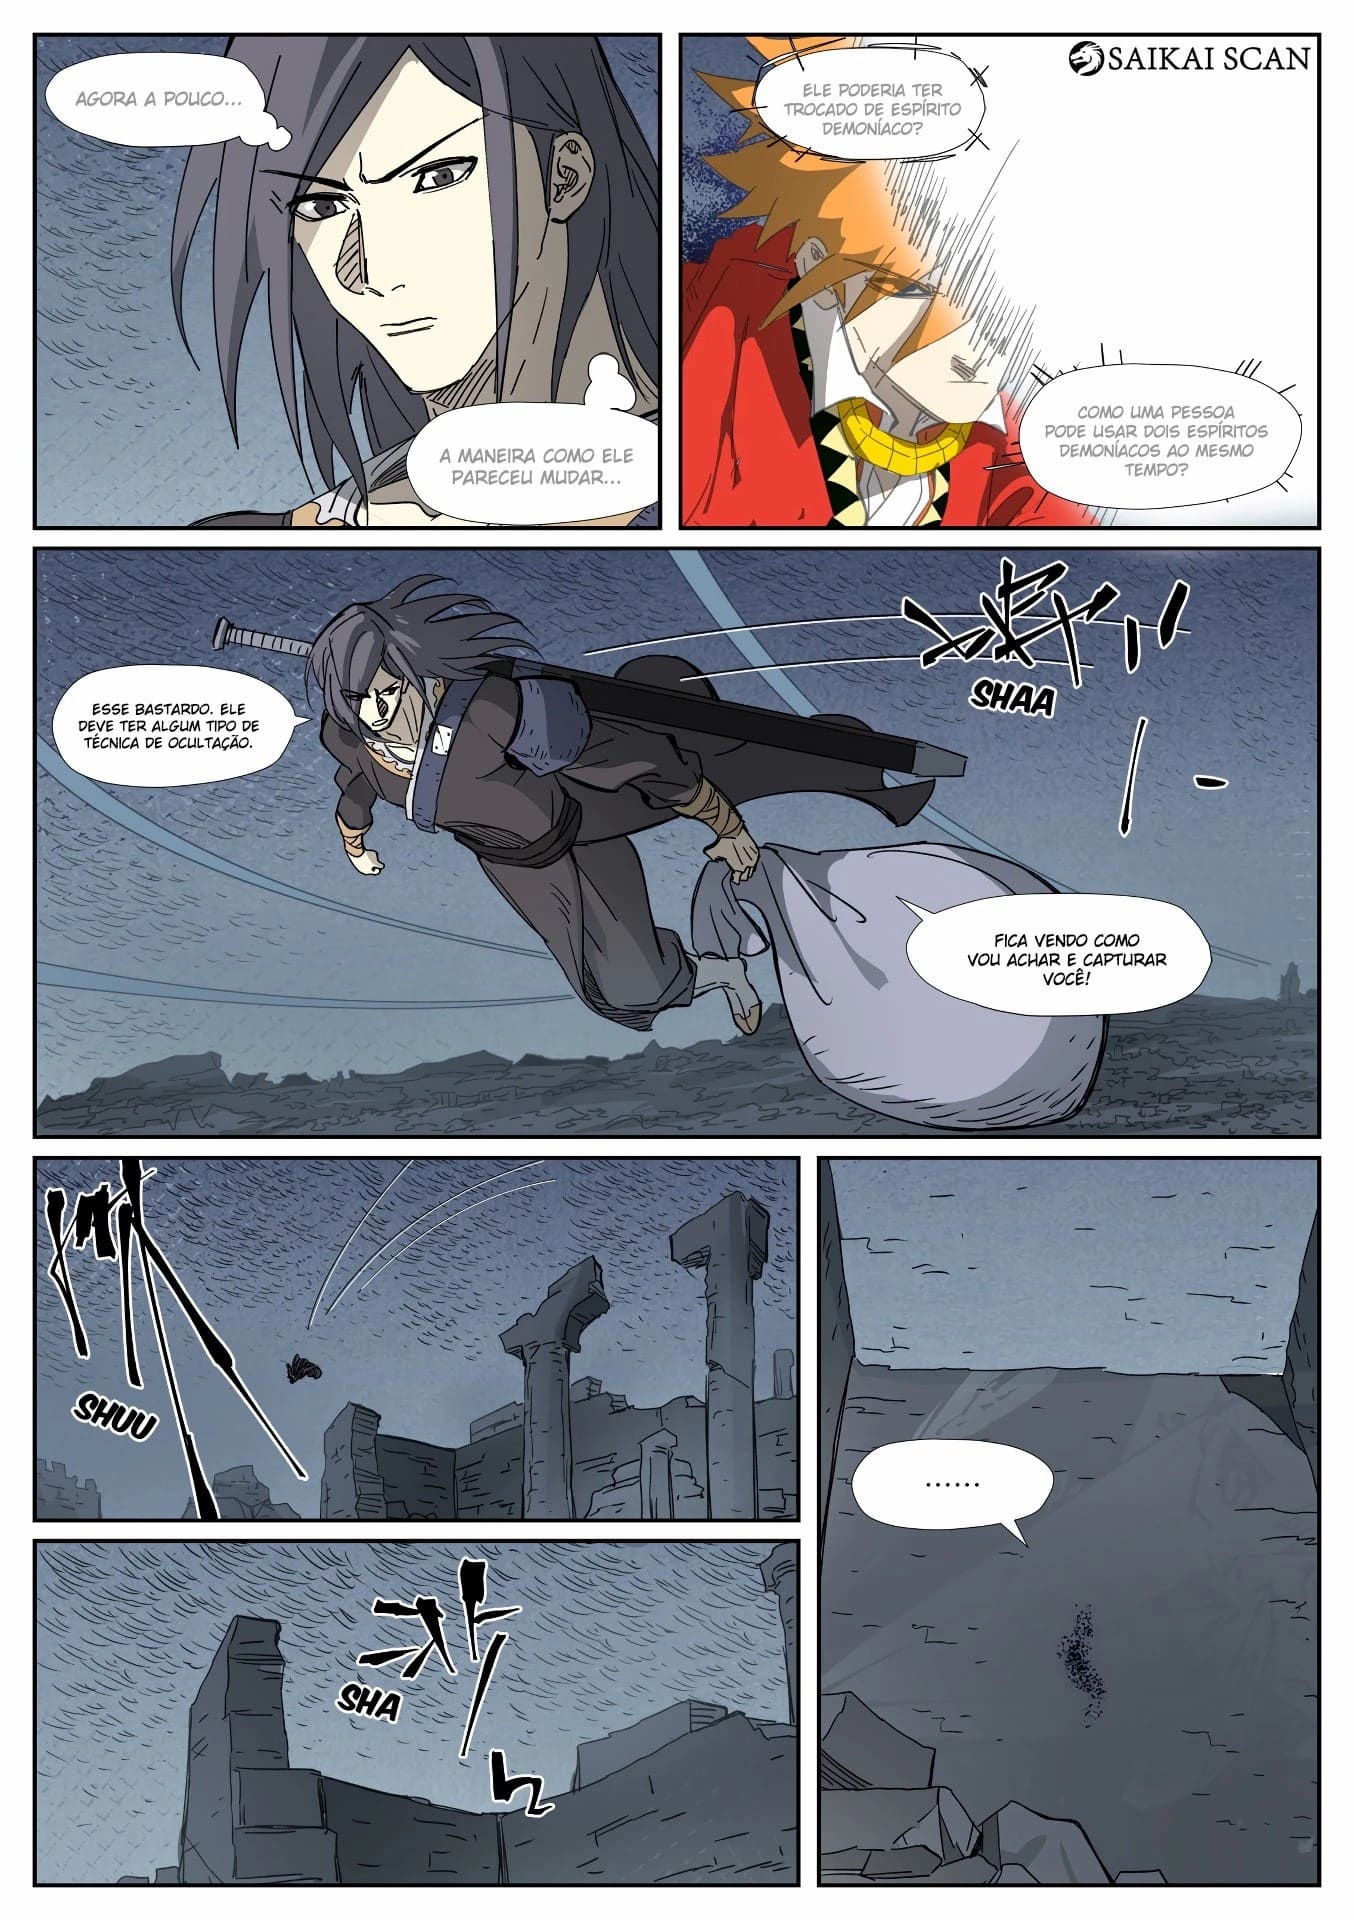 AGORA A POUCO...
A MANEIRA COMO ELE
PARECEU MUDAR...
SAIKAI SCAN
ELE PODERIA TER
TROCADO DE ESPÍRITO
DEMONÍACO?
COMO UMA PESSOA
PODE USAR DOIS ESPÍRITOS
DEMONÍACOS AO MESMO
TEMPO?
ESSE BASTARDO. ELE
DEVE TER ALGUM TIPO DE
TÉCNICA DE OCULTAÇÃO.
SHAA
FICA VENDO COMO
VOU ACHAR E CAPTURAR
VOCÊ!
SHUU
......
SHA